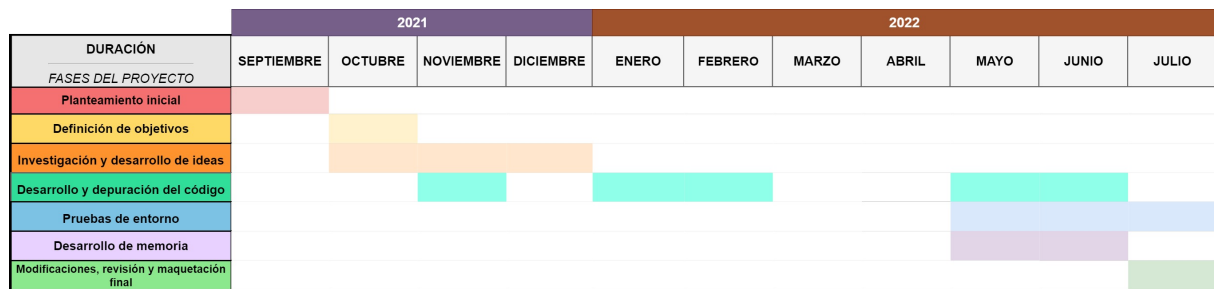 2021
2022
DURACIÓN
FASES DEL PROYECTO
SEPTIEMBRE
OCTUBRE
NOVIEMBRE
DICIEMBRE
ENERO
FEBRERO
MARZO
ABRIL
MAYO
JUNIO
JULIO
Planteamiento inicial
Definición de objetivos
Investigación y desarrollo de ideas
Desarrollo y depuración del código
Pruebas de entorno
Desarrollo de memoria
Modificaciones, revisión y maquetación
final